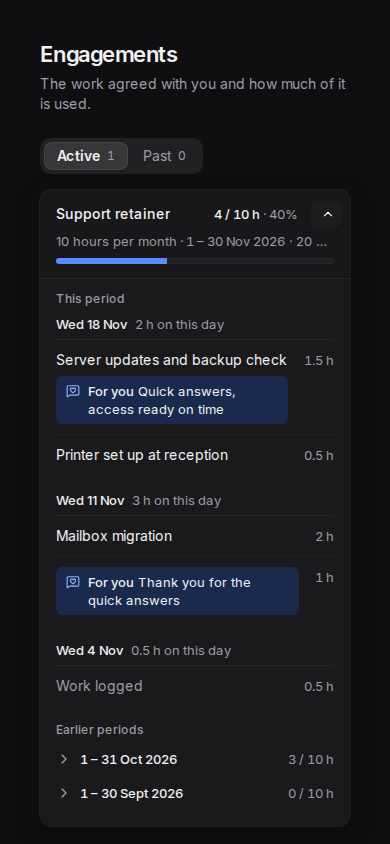 Engagements
The work agreed with you and how much of it
is used.
Active 1 Past 0
Support retainer 4 / 10 h · 40%
10 hours per month · 1 – 30 Nov 2026 · 20 ...
This period
Wed 18 Nov 2 h on this day
Server updates and backup check 1.5 h
For you Quick answers,
access ready on time
Printer set up at reception 0.5 h
Wed 11 Nov 3 h on this day
Mailbox migration 2 h
For you Thank you for the 1 h
quick answers
Wed 4 Nov 0.5 h on this day
Work logged 0.5 h
Earlier periods
1 – 31 Oct 2026 3 / 10 h
1 – 30 Sept 2026 0 / 10 h